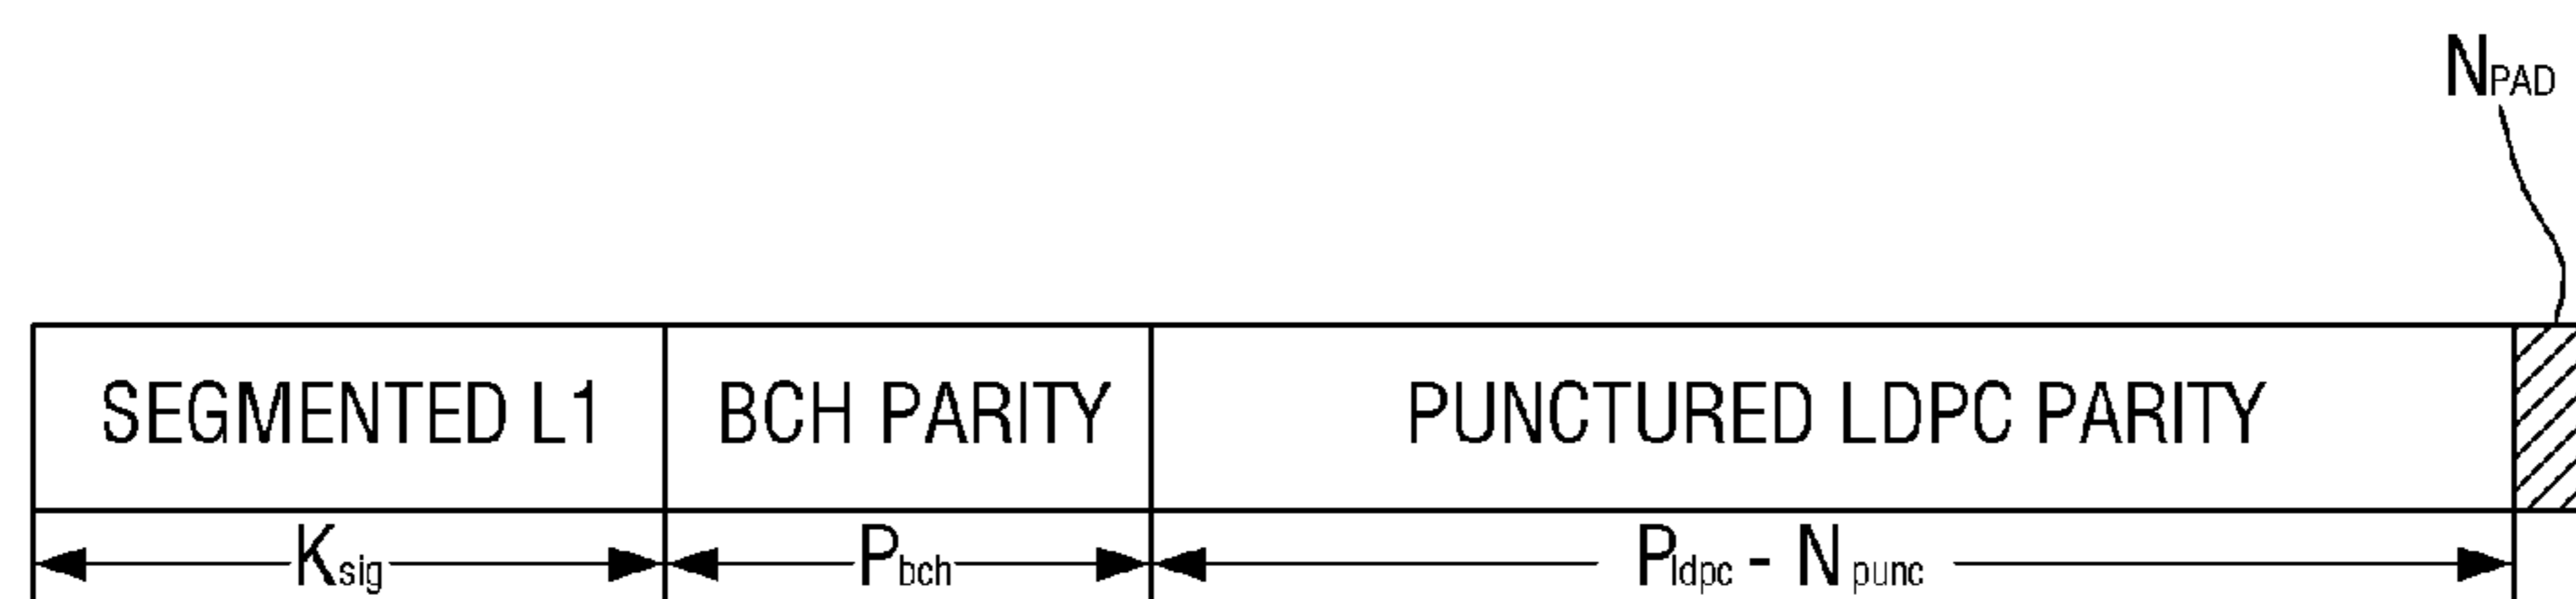 NPAD
SEGMENTED L1 BCH PARITY PUNCTURED LDPC PARITY
Ksig Pbch Pldpc - Npunc